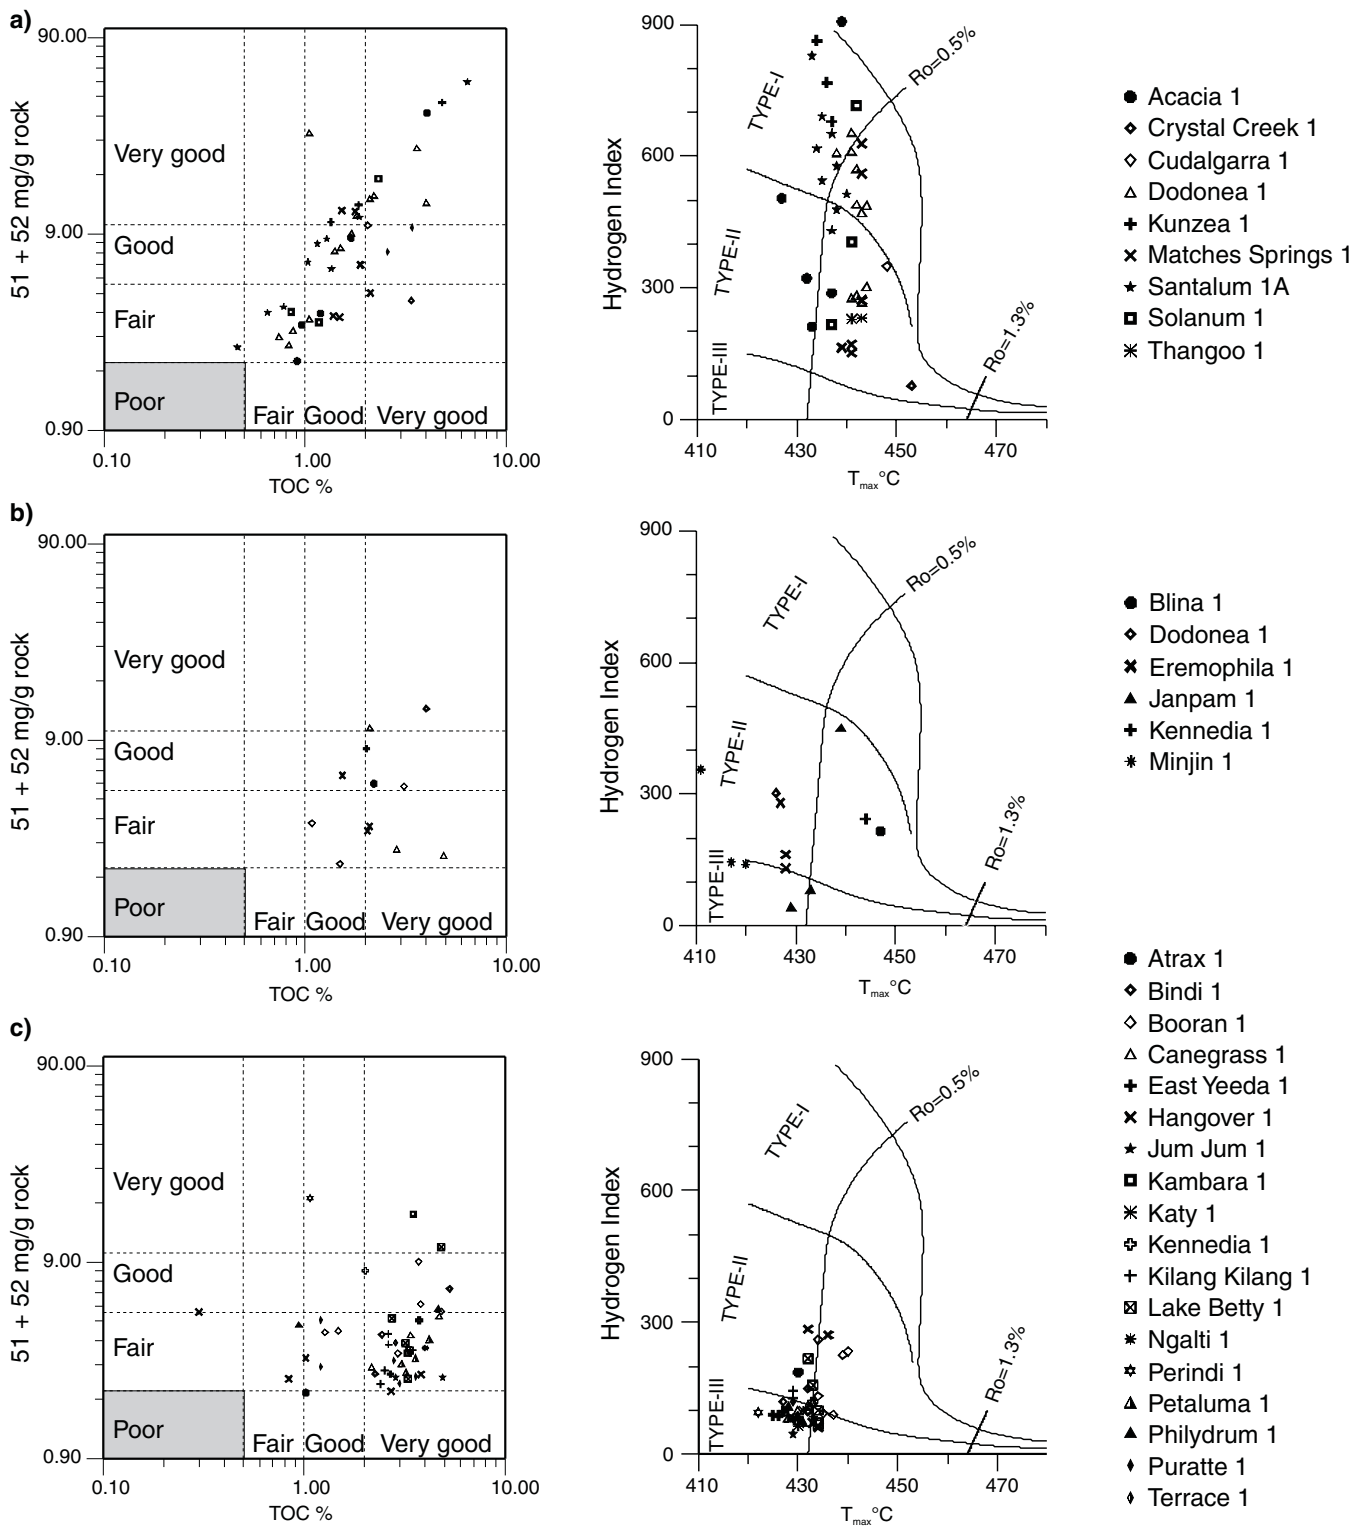 a)
90.00
9.00
0.90
51 + 52 mg/g rock
Very good
Good
Fair
Poor
Fair Good Very good
0.10 1.00 10.00
TOC %
900
600
300
0
Hydrogen Index
TYPE-I
TYPE-II
TYPE-III
Ro=0.5%
Ro=1.3%
410 430 450 470
Tmax°C
Acacia 1
Crystal Creek 1
Cudalgarra 1
Dodonea 1
Kunzea 1
Matches Springs 1
Santalum 1A
Solanum 1
Thangoo 1
b)
90.00
9.00
0.90
51 + 52 mg/g rock
Very good
Good
Fair
Poor
Fair Good Very good
0.10 1.00 10.00
TOC %
900
600
300
0
Hydrogen Index
TYPE-I
TYPE-II
TYPE-III
Ro=0.5%
Ro=1.3%
410 430 450 470
Tmax°C
Blina 1
Dodonea 1
Eremophila 1
Janpam 1
Kennedia 1
Minjin 1
c)
90.00
9.00
0.90
51 + 52 mg/g rock
Very good
Good
Fair
Poor
Fair Good Very good
0.10 1.00 10.00
TOC %
900
600
300
0
Hydrogen Index
TYPE-I
TYPE-II
TYPE-III
Ro=0.5%
Ro=1.3%
410 430 450 470
Tmax°C
Atrax 1
Bindi 1
Booran 1
Canegrass 1
East Yeeda 1
Hangover 1
Jum Jum 1
Kambara 1
Katy 1
Kennedia 1
Kilang Kilang 1
Lake Betty 1
Ngalti 1
Perindi 1
Petaluma 1
Philydrum 1
Puratte 1
Terrace 1